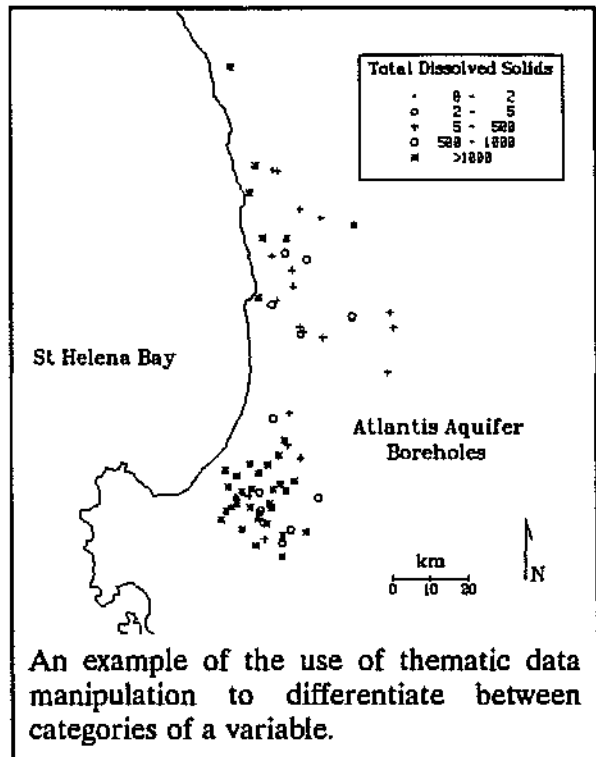 Total Dissolved Solids
0 - 2
2 - 5
5 - 500
500 - 1000
>1000
St Helena Bay
Atlantis Aquifer
Boreholes
km
0 10 20
N
An example of the use of thematic data
manipulation to differentiate between
categories of a variable.